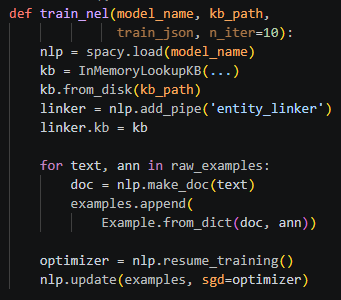 def train_nel(model_name, kb_path,
train_json, n_iter=10):
nlp = spacy.load(model_name)
kb = InMemoryLookupKB(...)
kb.from_disk(kb_path)
linker = nlp.add_pipe('entity_linker')
linker.kb = kb
for text, ann in raw_examples:
doc = nlp.make_doc(text)
examples.append(
Example.from_dict(doc, ann))
optimizer = nlp.resume_training()
nlp.update(examples, sgd=optimizer)